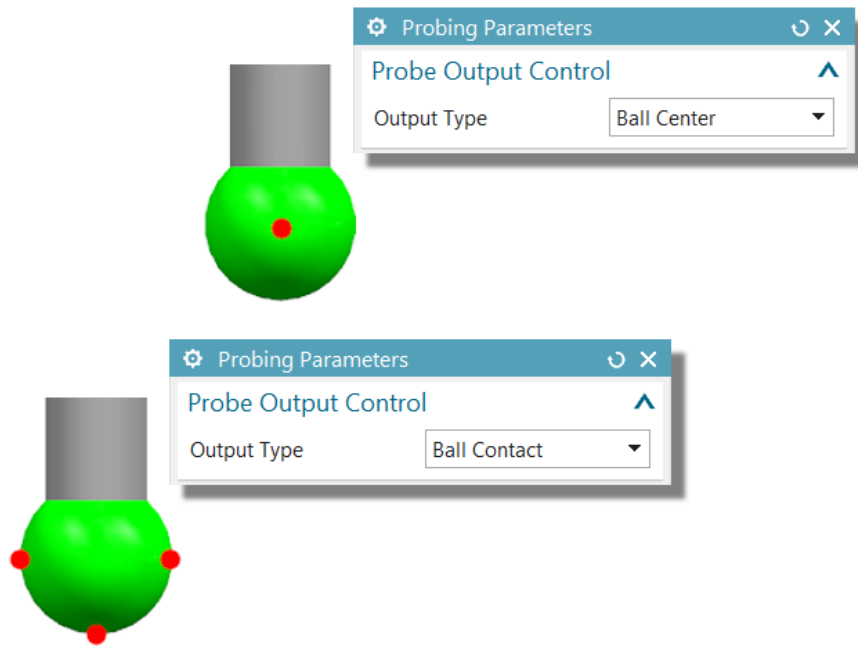 Probing Parameters
Probe Output Control
Output Type Ball Center
Probing Parameters
Probe Output Control
Output Type Ball Contact